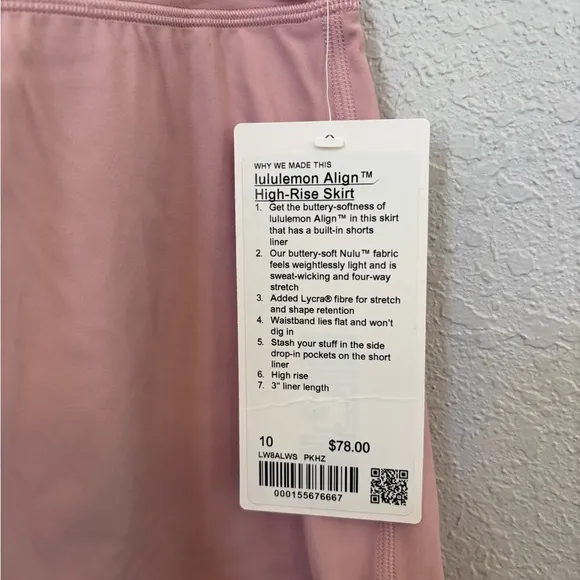 WHY WE MADE THIS
lululemon Align™
High-Rise Skirt
1. Get the buttery-softness of
lululemon Align™ in this skirt
that has a built-in shorts
liner
2. Our buttery-soft Nulu™ fabric
feels weightlessly light and is
sweat-wicking and four-way
stretch
3. Added Lycra® fibre for stretch
and shape retention
4. Waistband lies flat and won't
dig in
5. Stash your stuff in the side
drop-in pockets on the short
liner
6. High rise
7. 3" liner length
10 $78.00
LW8ALWS PKHZ
000155676667